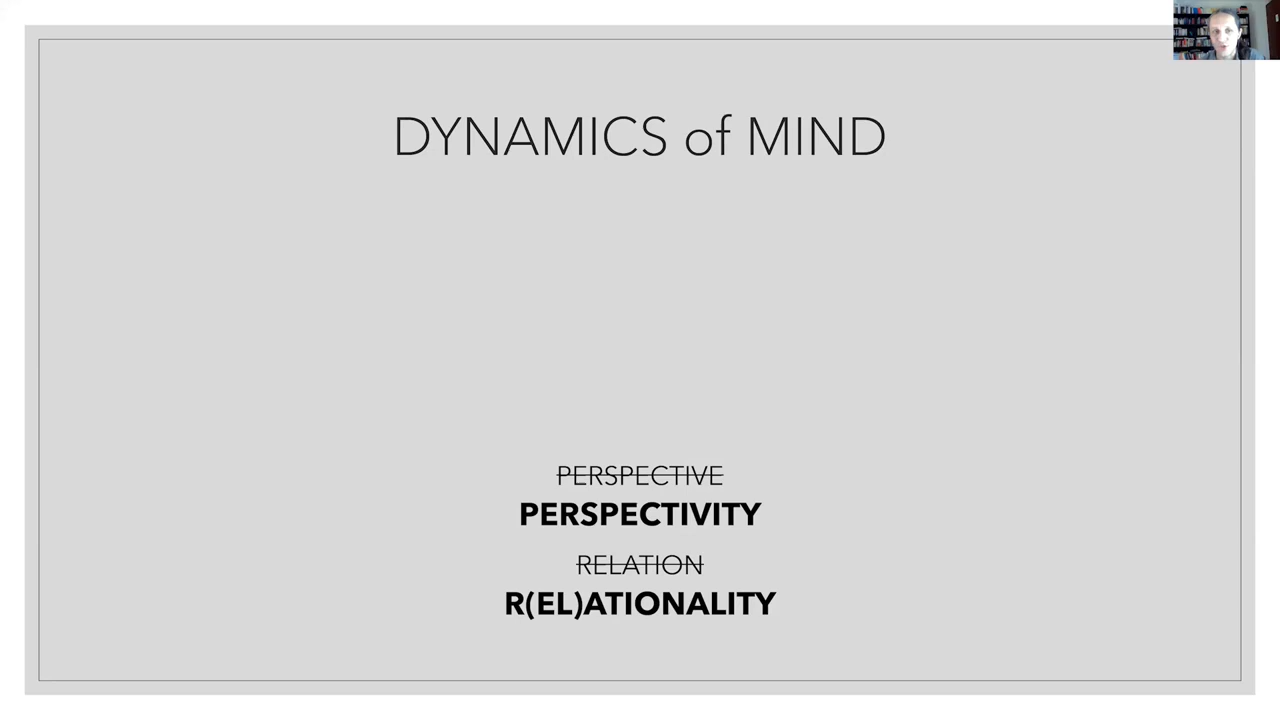 DYNAMICS of MIND
PERSPECTIVE
PERSPECTIVITY
RELATION
R(EL)ATIONALITY